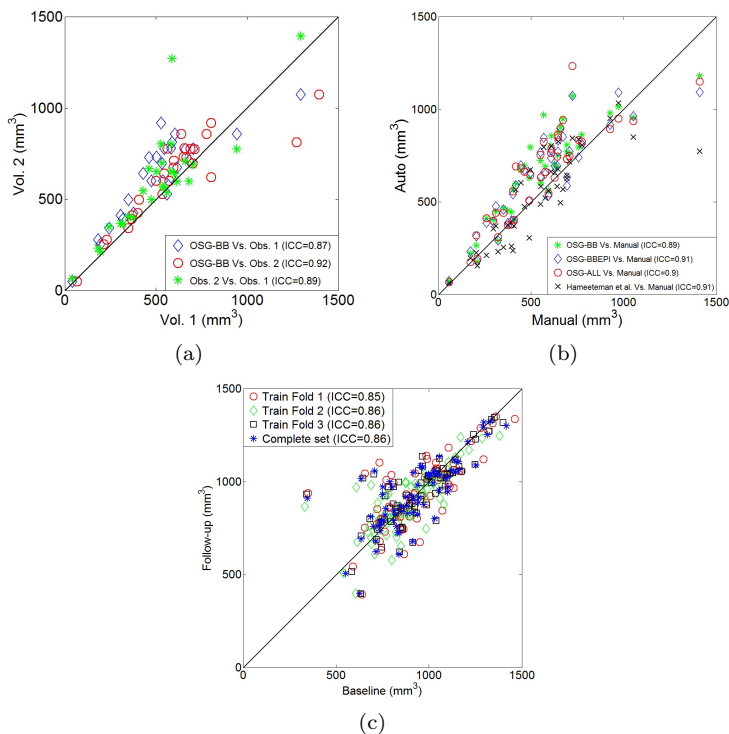 1500
1000
500
0
0
500
1000
1500
Vol. 2 (mm3)
Vol. 1 (mm3)
OSG-BB Vs. Obs. 1 (ICC=0.87)
OSG-BB Vs. Obs. 2 (ICC=0.92)
Obs. 2 Vs. Obs. 1 (ICC=0.89)
(a)
1500
1000
500
0
0
500
1000
1500
Auto (mm3)
Manual (mm3)
OSG-BB Vs. Manual (ICC=0.89)
OSG-BBEPI Vs. Manual (ICC=0.91)
OSG-ALL Vs. Manual (ICC=0.9)
Hameeteman et al. Vs. Manual (ICC=0.91)
(b)
1500
1000
500
0
0
500
1000
1500
Follow-up (mm3)
Baseline (mm3)
Train Fold 1 (ICC=0.85)
Train Fold 2 (ICC=0.86)
Train Fold 3 (ICC=0.86)
Complete set (ICC=0.86)
(c)